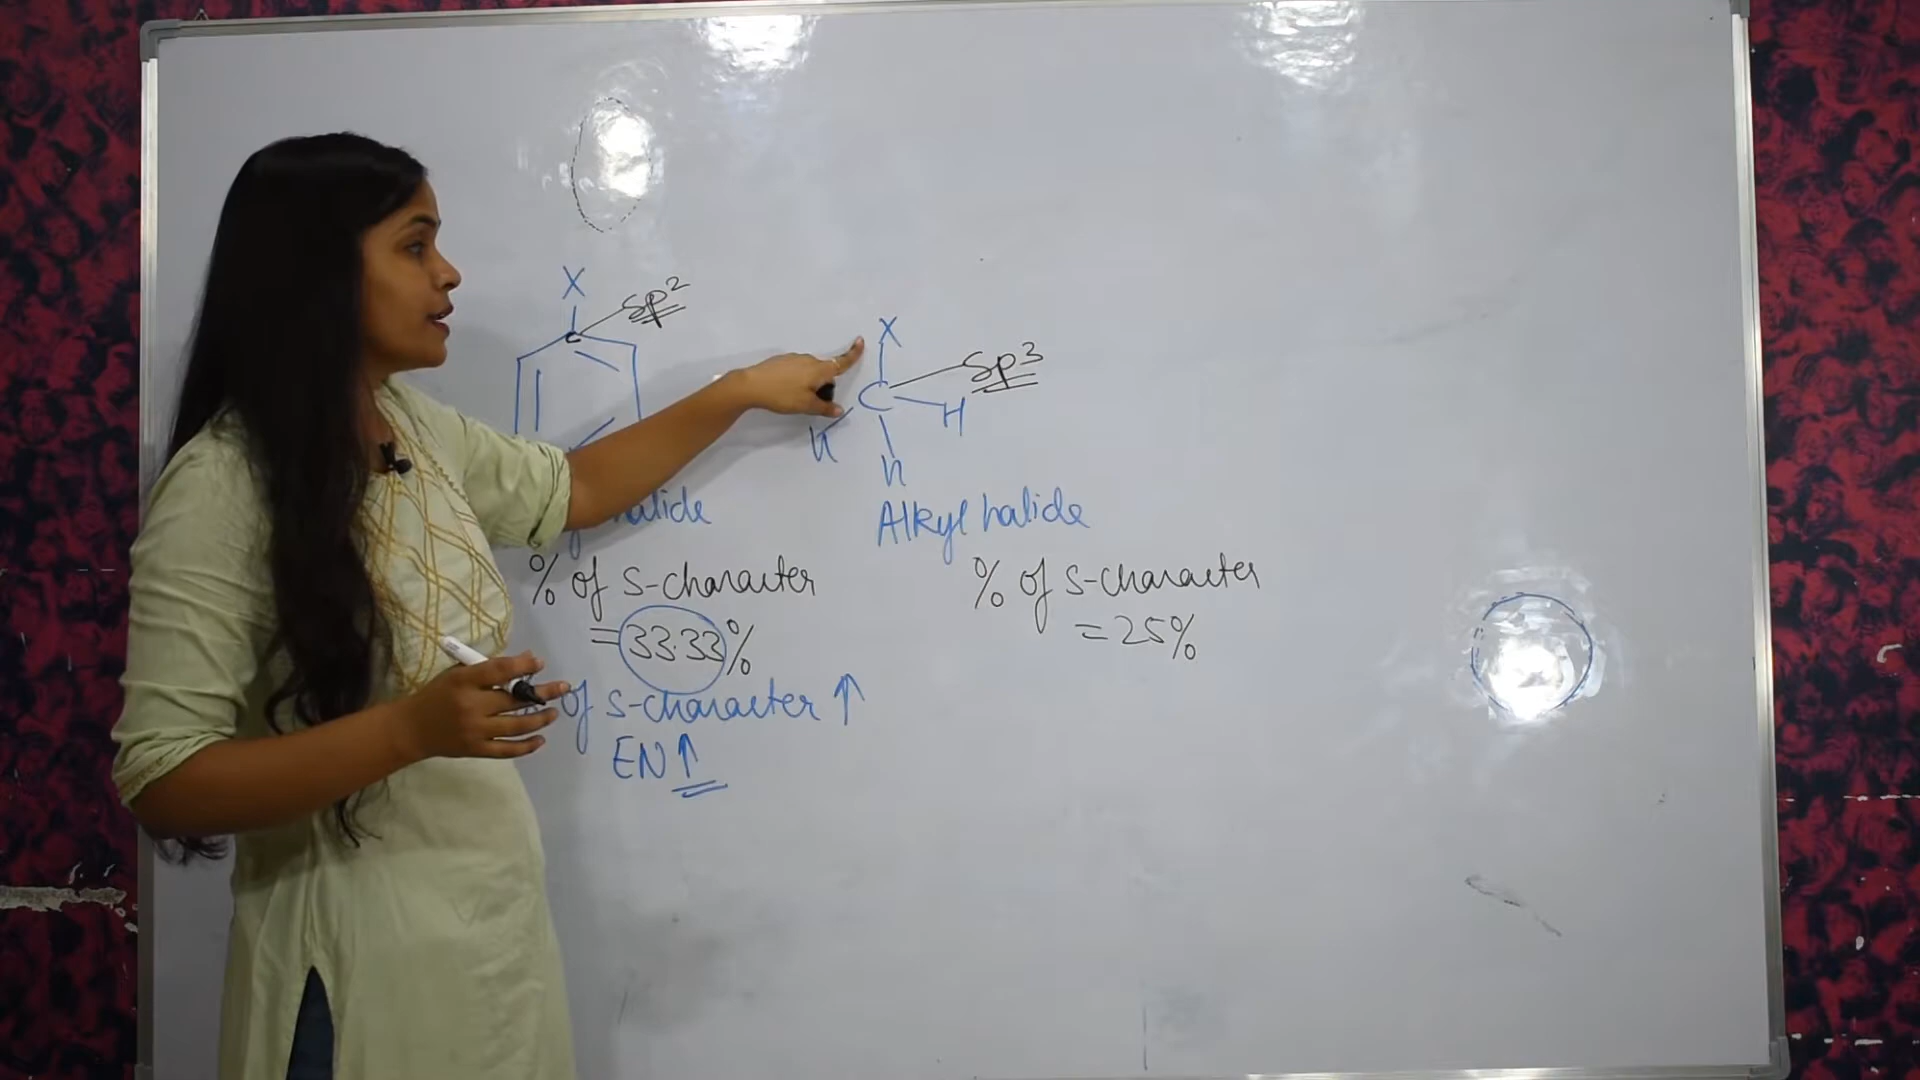 X
sp²
C
X
C
sp³
H
H
H
halide
Alkyl halide
% of s-character
= 33.33%
% of s-character
= 25%
of s-character ↑
EN ↑